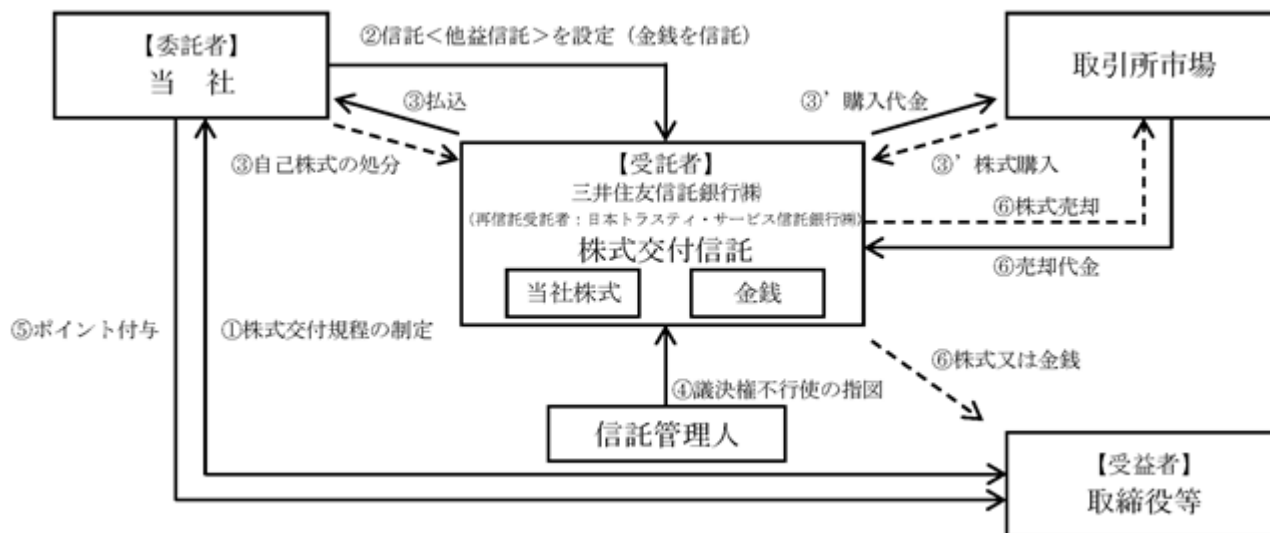 【委託者】
当　社
②信託＜他益信託＞を設定（金銭を信託）
取引所市場
③払込
③’購入代金
③自己株式の処分
③’株式購入
【受託者】
三井住友信託銀行㈱
（再信託受託者：日本トラスティ・サービス信託銀行㈱）
株式交付信託
当社株式
金銭
⑥株式売却
⑥売却代金
⑤ポイント付与
①株式交付規程の制定
⑥株式又は金銭
④議決権不行使の指図
信託管理人
【受益者】
取締役等